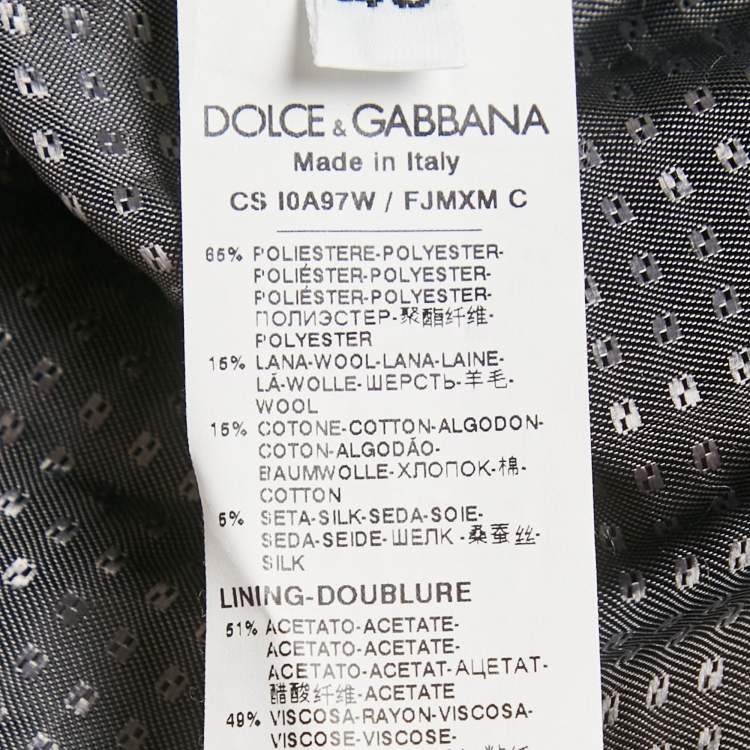 DOLCE & GABBANA
Made in Italy
CS I0A97W / FJMXM C
65% POLIESTERE-POLYESTER-
POLIÉSTER-POLYESTER-
POLIÉSTER-POLYESTER-
ПОЛИЭСТЕР-聚酯纤维-
POLYESTER
15% LANA-WOOL-LANA-LAINE-
LÃ-WOLLE-ШЕРСТЬ-羊毛-
WOOL
15% COTONE-COTTON-ALGODON-
COTON-ALGODÃO-
BAUMWOLLE-ХЛОПОК-棉-
COTTON
5% SETA-SILK-SEDA-SOIE-
SEDA-SEIDE-ШЕЛК -桑蚕丝-
SILK
LINING-DOUBLURE
51% ACETATO-ACETATE-
ACETATO-ACETATE-
ACETATO-ACETAT-АЦЕТАТ-
醋酸纤维-ACETATE
49% VISCOSA-RAYON-VISCOSA-
VISCOSE-VISCOSE-